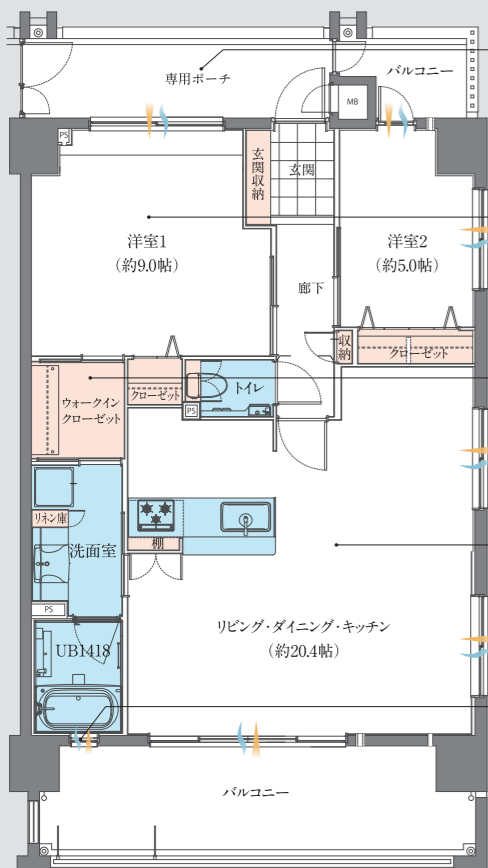 専用ポーチ
バルコニー
MB
PS
玄関収納
玄関
洋室1
(約9.0帖)
洋室2
(約5.0帖)
廊下
収納
クローゼット
ウォークイン
クローゼット
クローゼット
トイレ
PS
リネン庫
洗面室
棚
PS
リビング・ダイニング・キッチン
(約20.4帖)
UB1418
バルコニー